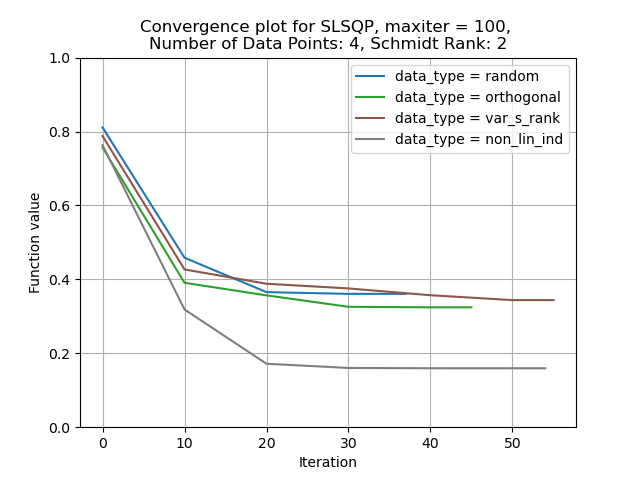 Convergence plot for SLSQP, maxiter = 100,
Number of Data Points: 4, Schmidt Rank: 2
data_type = random
data_type = orthogonal
data_type = var_s_rank
data_type = non_lin_ind
Function value
1.0
0.8
0.6
0.4
0.2
0.0
0 10 20 30 40 50
Iteration